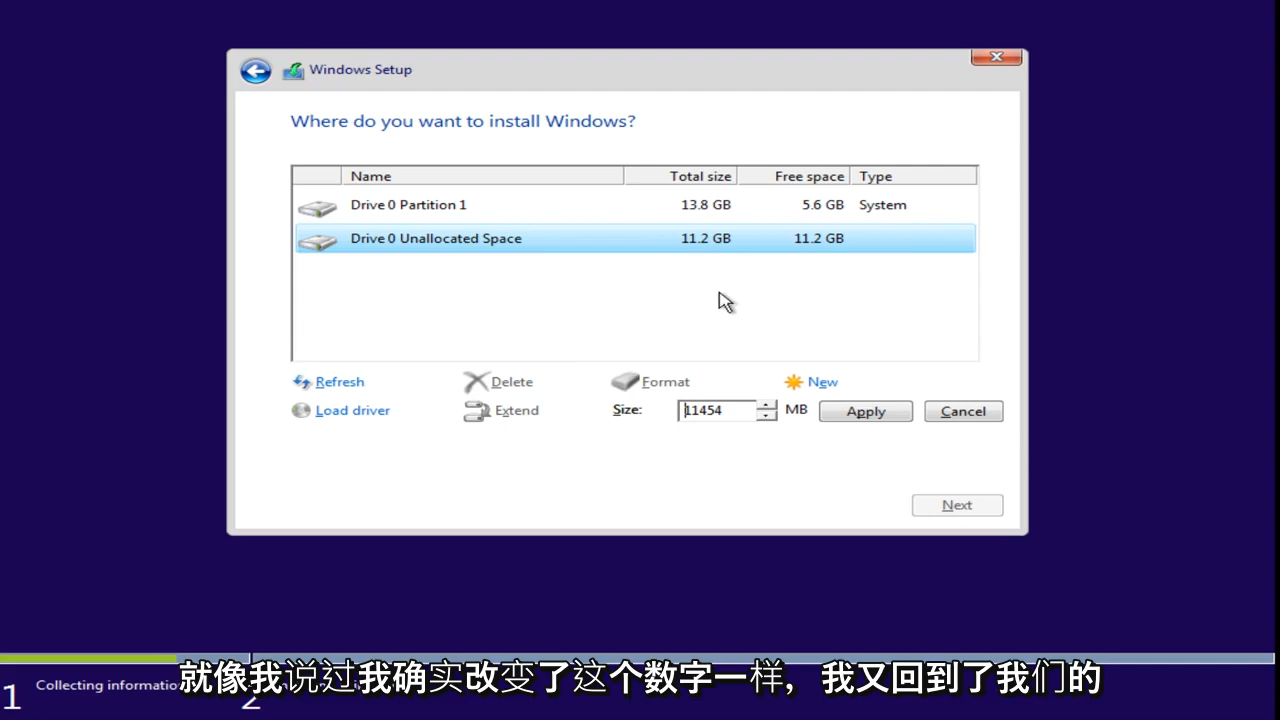 Windows Setup
Where do you want to install Windows?
Name Total size Free space Type
Drive 0 Partition 1 13.8 GB 5.6 GB System
Drive 0 Unallocated Space 11.2 GB 11.2 GB
Refresh Delete Format New
Load driver Extend Size: 11454 MB Apply Cancel
Next
1 Collecting informatio 2
就像我说过我确实改变了这个数字一样，我又回到了我们的